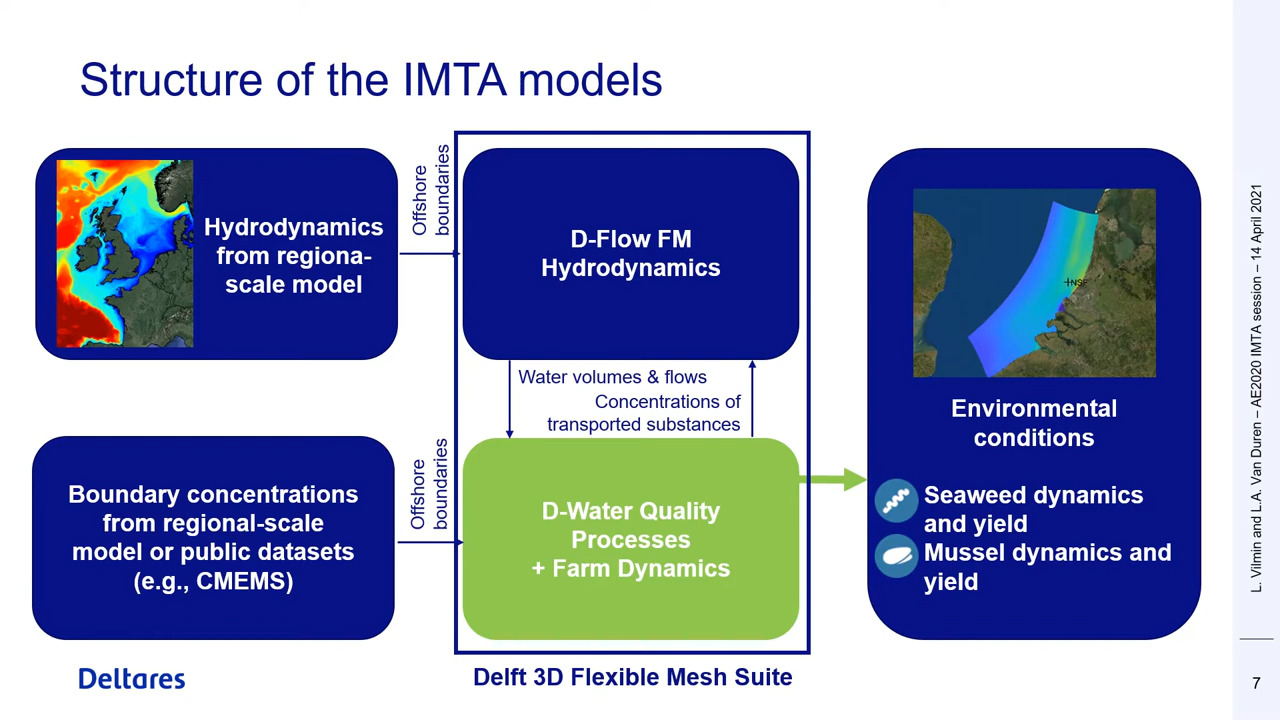 Structure of the IMTA models
Hydrodynamics
from regiona-
scale model
Offshore
boundaries
D-Flow FM
Hydrodynamics
Water volumes & flows
Concentrations of
transported substances
Boundary concentrations
from regional-scale
model or public datasets
(e.g., CMEMS)
Offshore
boundaries
D-Water Quality
Processes
+ Farm Dynamics
Delft 3D Flexible Mesh Suite
NSF
Environmental
conditions
Seaweed dynamics
and yield
Mussel dynamics and
yield
L. Vilmin and L.A. Van Duren – AE2020 IMTA session – 14 April 2021
7
Deltares